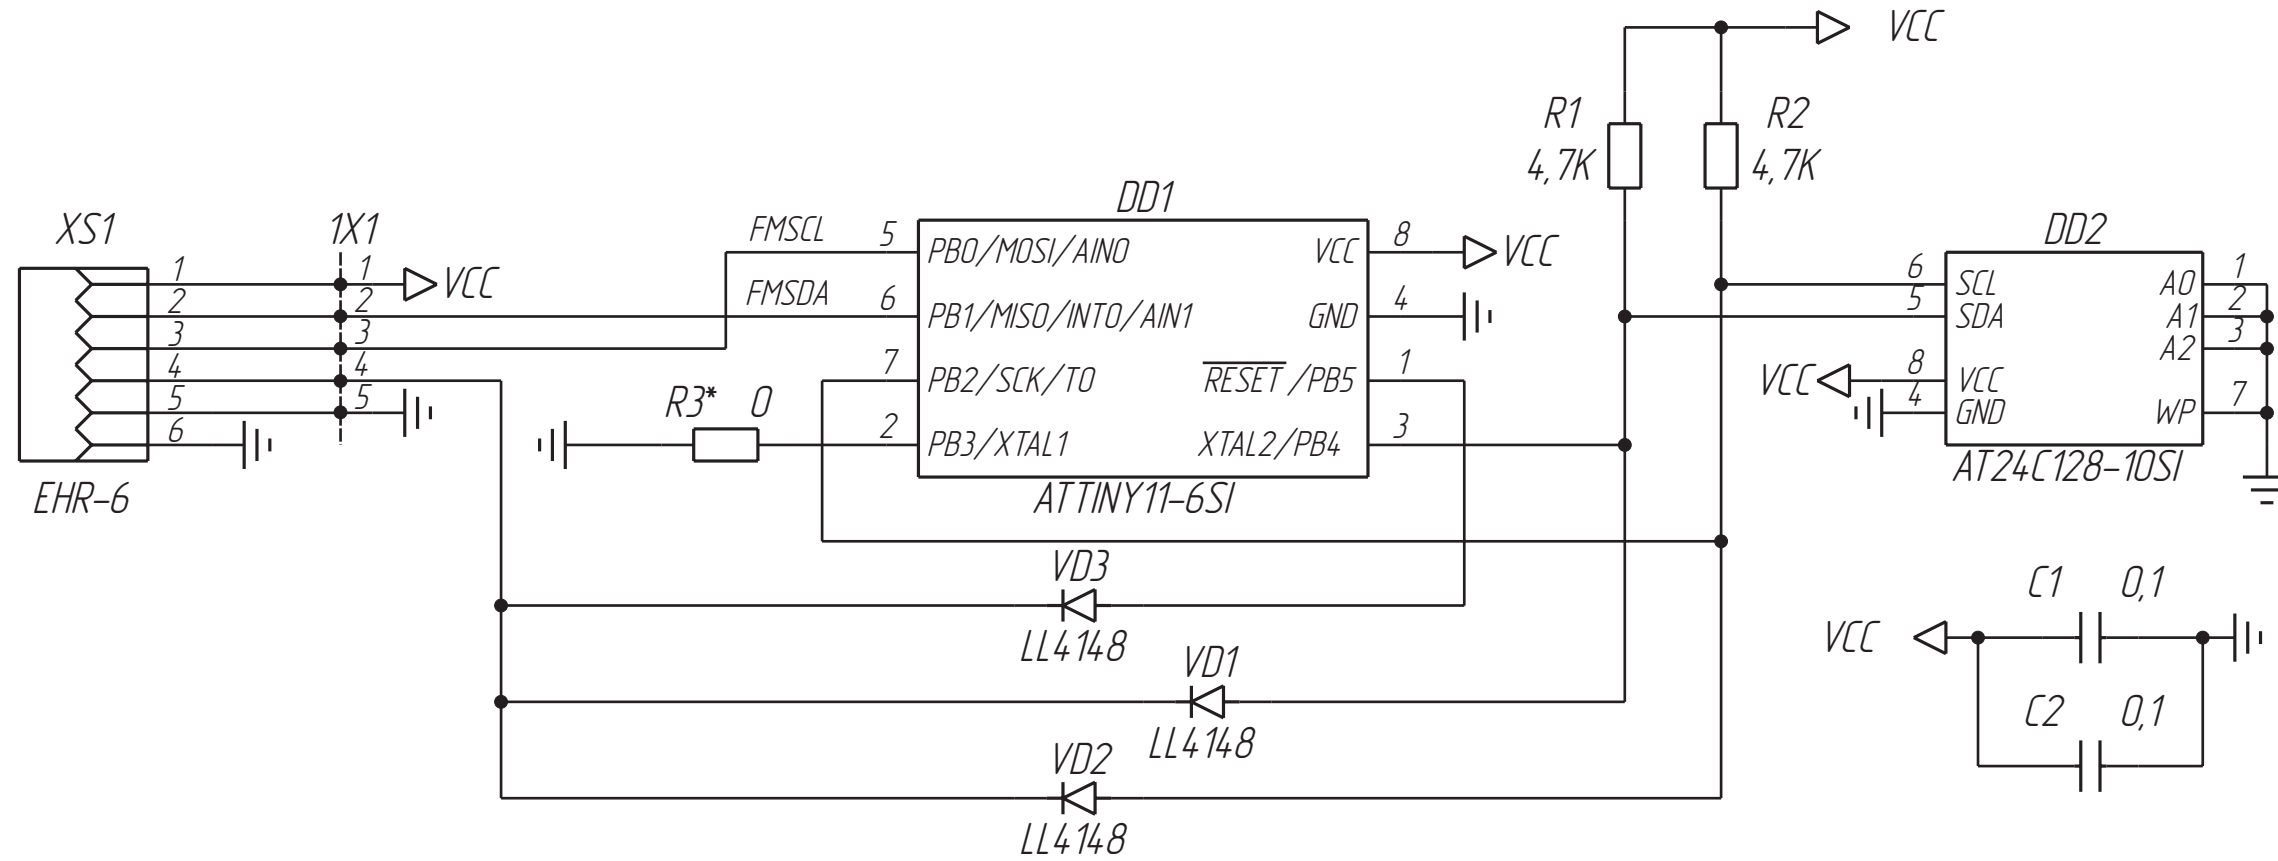 VCC
R1
4,7K
R2
4,7K
XS1
1
2
3
4
5
6
EHR-6
1X1
1
2
3
4
5
VCC
FMSCL
FMSDA
R3* 0
DD1
5 PB0/MOSI/AIN0
6 PB1/MISO/INT0/AIN1
7 PB2/SCK/T0
2 PB3/XTAL1
VCC 8 VCC
GND 4
RESET/PB5 1
XTAL2/PB4 3
ATTINY11-6SI
DD2
6 SCL
5 SDA
VCC 8 VCC
4 GND
A0 1
A1 2
A2 3
WP 7
AT24C128-10SI
VD3
LL4148
VD1
LL4148
VD2
LL4148
C1 0,1
VCC
C2 0,1